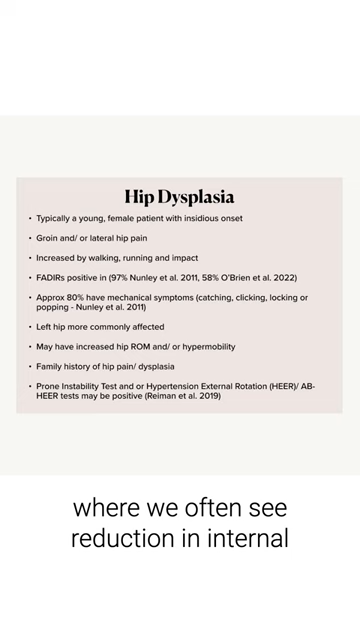 Hip Dysplasia
• Typically a young, female patient with insidious onset
• Groin and/ or lateral hip pain
• Increased by walking, running and impact
• FADIRs positive in (97% Nunley et al. 2011, 58% O'Brien et al. 2022)
• Approx 80% have mechanical symptoms (catching, clicking, locking or
popping - Nunley et al. 2011)
• Left hip more commonly affected
• May have increased hip ROM and/ or hypermobility
• Family history of hip pain/ dysplasia
• Prone Instability Test and or Hypertension External Rotation (HEER)/ AB-
HEER tests may be positive (Reiman et al. 2019)
where we often see
reduction in internal